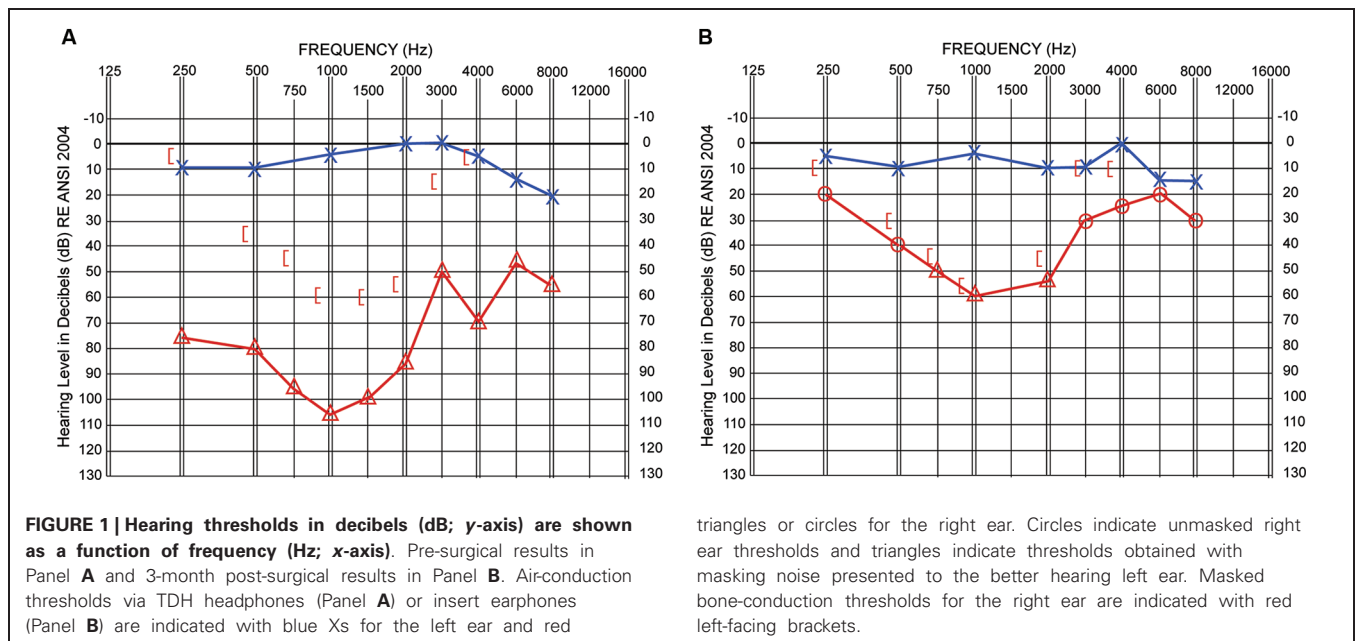 A
FREQUENCY (Hz)
125 250 500 1000 2000 4000 8000 16000
750 1500 3000 6000 12000
Hearing Level in Decibels (dB) RE ANSI 2004
-10 -10
0 0
10 10
20 20
30 30
40 40
50 50
60 60
70 70
80 80
90 90
100 100
110 110
120 120
130 130
B
FREQUENCY (Hz)
125 250 500 1000 2000 4000 8000 16000
750 1500 3000 6000 12000
Hearing Level in Decibels (dB) RE ANSI 2004
-10 -10
0 0
10 10
20 20
30 30
40 40
50 50
60 60
70 70
80 80
90 90
100 100
110 110
120 120
130 130
FIGURE 1 | Hearing thresholds in decibels (dB; y-axis) are shown
as a function of frequency (Hz; x-axis). Pre-surgical results in
Panel A and 3-month post-surgical results in Panel B. Air-conduction
thresholds via TDH headphones (Panel A) or insert earphones
(Panel B) are indicated with blue Xs for the left ear and red
triangles or circles for the right ear. Circles indicate unmasked right
ear thresholds and triangles indicate thresholds obtained with
masking noise presented to the better hearing left ear. Masked
bone-conduction thresholds for the right ear are indicated with red
left-facing brackets.